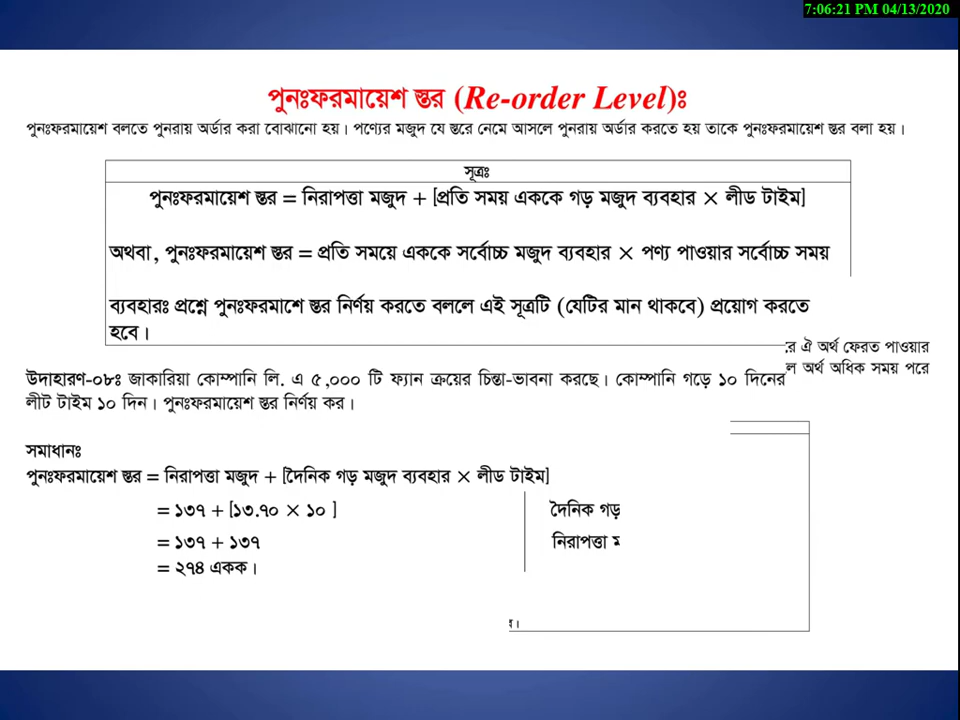 7:06:21 PM 04/13/2020
পুনঃফরমায়েশ স্তর (Re-order Level)ঃ
পুনঃফরমায়েশ বলতে পুনরায় অর্ডার করা বোঝানো হয়। পণ্যের মজুদ যে স্তরে নেমে আসলে পুনরায় অর্ডার করতে হয় তাকে পুনঃফরমায়েশ স্তর বলা হয়।
সূত্রঃ
পুনঃফরমায়েশ স্তর = নিরাপত্তা মজুদ + [প্রতি সময় এককে গড় মজুদ ব্যবহার × লীড টাইম]
অথবা, পুনঃফরমায়েশ স্তর = প্রতি সময়ে এককে সর্বোচ্চ মজুদ ব্যবহার × পণ্য পাওয়ার সর্বোচ্চ সময়
ব্যবহারঃ প্রশ্নে পুনঃফরমাশে স্তর নির্ণয় করতে বললে এই সূত্রটি (যেটির মান থাকবে) প্রয়োগ করতে
হবে।
রে ঐ অর্থ ফেরত পাওয়ার
ল অর্থ অধিক সময় পরে
উদাহারণ-০৮ঃ জাকারিয়া কোম্পানি লি. এ ৫,০০০ টি ফ্যান ক্রয়ের চিন্তা-ভাবনা করছে। কোম্পানি গড়ে ১০ দিনের
লীট টাইম ১০ দিন। পুনঃফরমায়েশ স্তর নির্ণয় কর।
সমাধানঃ
পুনঃফরমায়েশ স্তর = নিরাপত্তা মজুদ + [দৈনিক গড় মজুদ ব্যবহার × লীড টাইম]
= ১৩৭ + [১৩.৭০ × ১০ ]
দৈনিক গড়
= ১৩৭ + ১৩৭
নিরাপত্তা ম
= ২৭৪ একক।